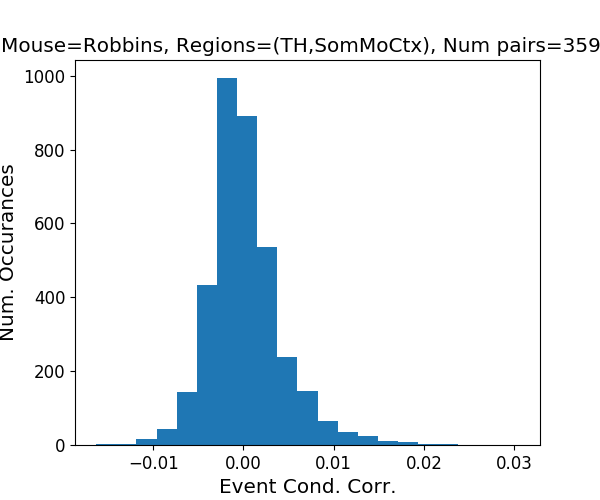 Mouse=Robbins, Regions=(TH,SomMoCtx), Num pairs=359
1000
800
600
400
200
0
Num. Occurances
−0.01 0.00 0.01 0.02 0.03
Event Cond. Corr.